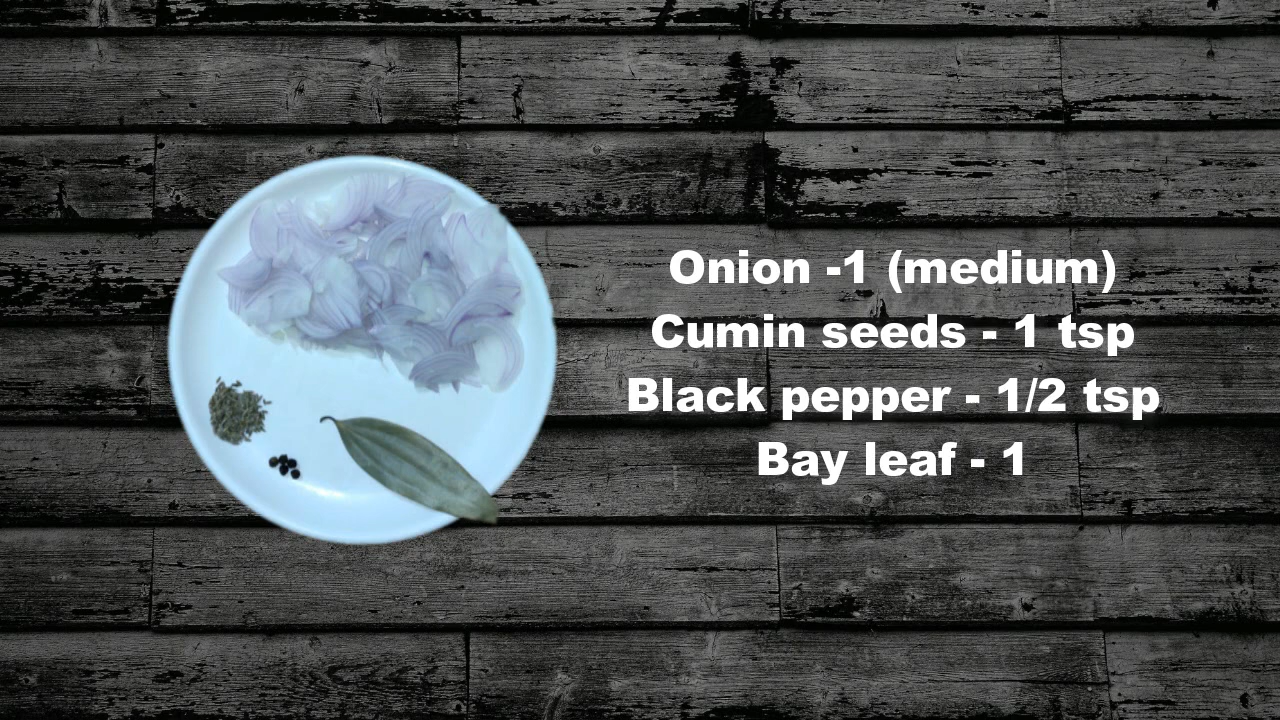 Onion -1 (medium)
Cumin seeds - 1 tsp
Black pepper - 1/2 tsp
Bay leaf - 1